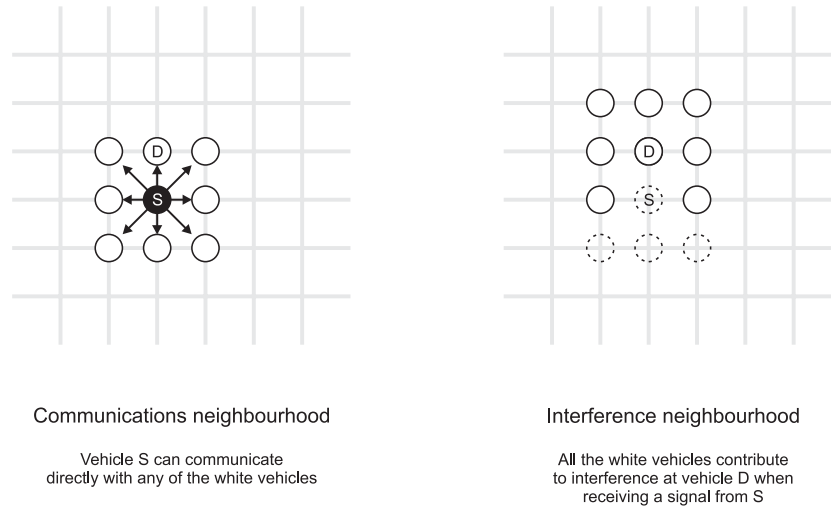 D
S
D
S
Communications neighbourhood
Vehicle S can communicate
directly with any of the white vehicles
Interference neighbourhood
All the white vehicles contribute
to interference at vehicle D when
receiving a signal from S